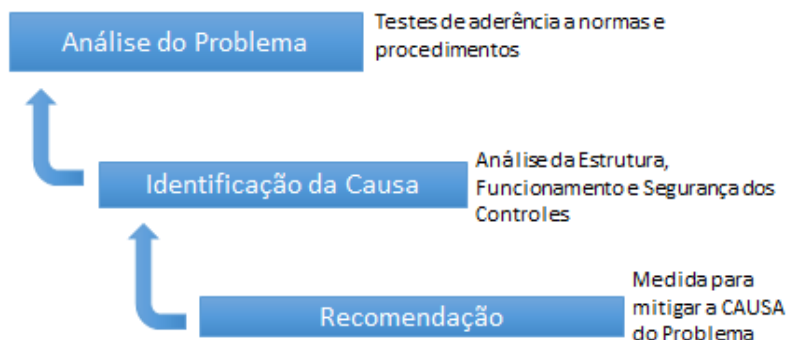 Análise do Problema
Testes de aderência a normas e
procedimentos
Identificação da Causa
Análise da Estrutura,
Funcionamento e Segurança dos
Controles
Recomendação
Medida para
mitigar a CAUSA
do Problema